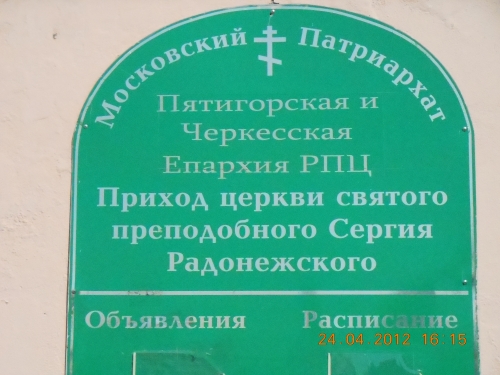 Московский Патриархат
Пятигорская и
Черкесская
Епархия РПЦ
Приход церкви святого
преподобного Сергия
Радонежского
Объявления Расписание
24.04.2012 16:15